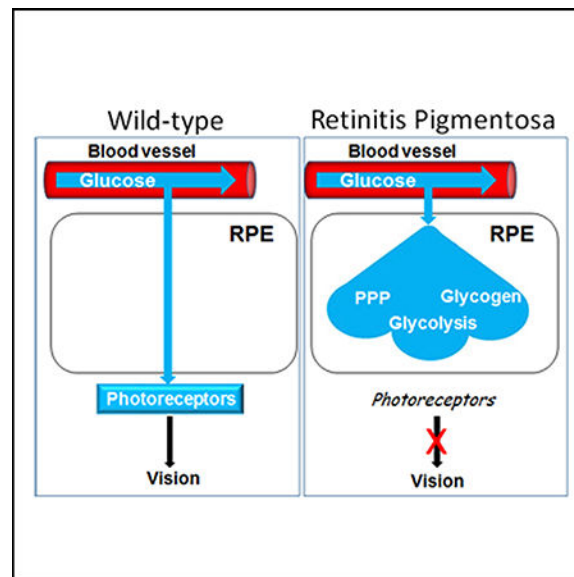 Wild-type
Blood vessel
Glucose
RPE
Photoreceptors
Vision
Retinitis Pigmentosa
Blood vessel
Glucose
RPE
PPP
Glycogen
Glycolysis
Photoreceptors
X
Vision